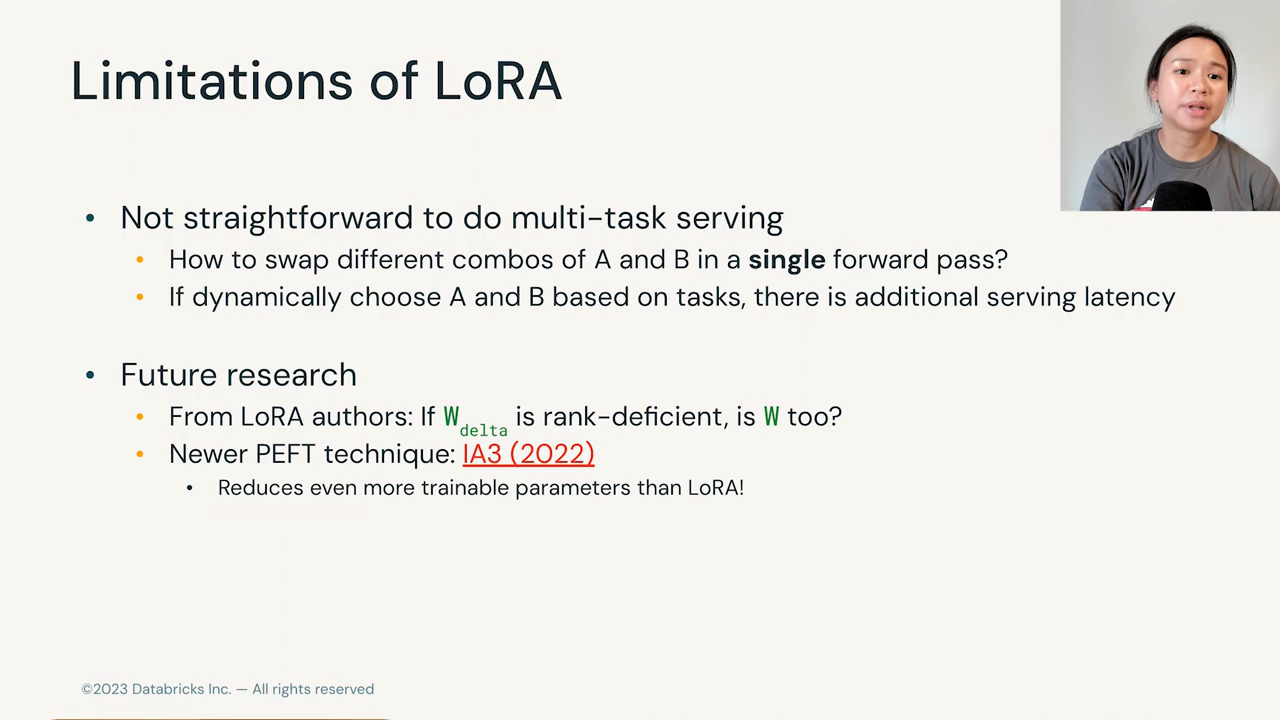 Limitations of LoRA
• Not straightforward to do multi-task serving
• How to swap different combos of A and B in a single forward pass?
• If dynamically choose A and B based on tasks, there is additional serving latency
• Future research
• From LoRA authors: If W_delta is rank-deficient, is W too?
• Newer PEFT technique: IA3 (2022)
• Reduces even more trainable parameters than LoRA!
©2023 Databricks Inc. — All rights reserved